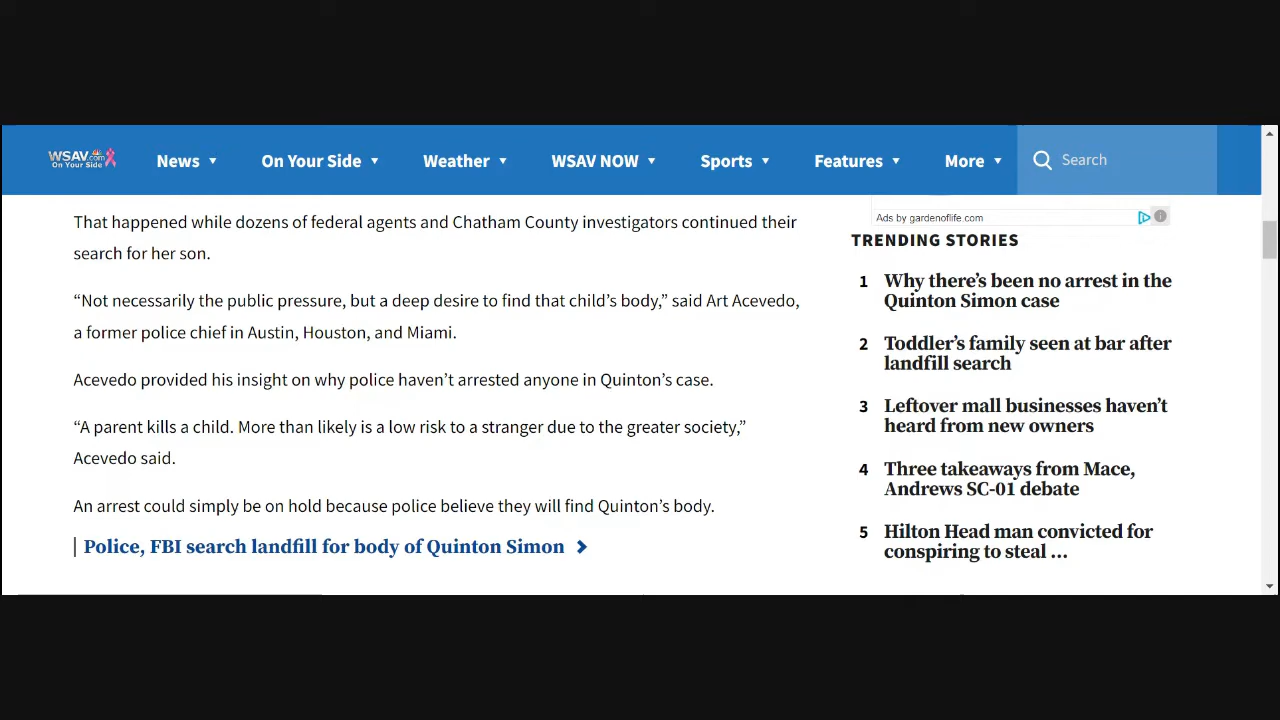 WSAV.com
On Your Side
News
On Your Side
Weather
WSAV NOW
Sports
Features
More
Search
That happened while dozens of federal agents and Chatham County investigators continued their
search for her son.
“Not necessarily the public pressure, but a deep desire to find that child’s body,” said Art Acevedo,
a former police chief in Austin, Houston, and Miami.
Acevedo provided his insight on why police haven’t arrested anyone in Quinton’s case.
“A parent kills a child. More than likely is a low risk to a stranger due to the greater society,”
Acevedo said.
An arrest could simply be on hold because police believe they will find Quinton’s body.
Police, FBI search landfill for body of Quinton Simon
Ads by gardenoflife.com
TRENDING STORIES
1 Why there’s been no arrest in the
Quinton Simon case
2 Toddler’s family seen at bar after
landfill search
3 Leftover mall businesses haven’t
heard from new owners
4 Three takeaways from Mace,
Andrews SC-01 debate
5 Hilton Head man convicted for
conspiring to steal …